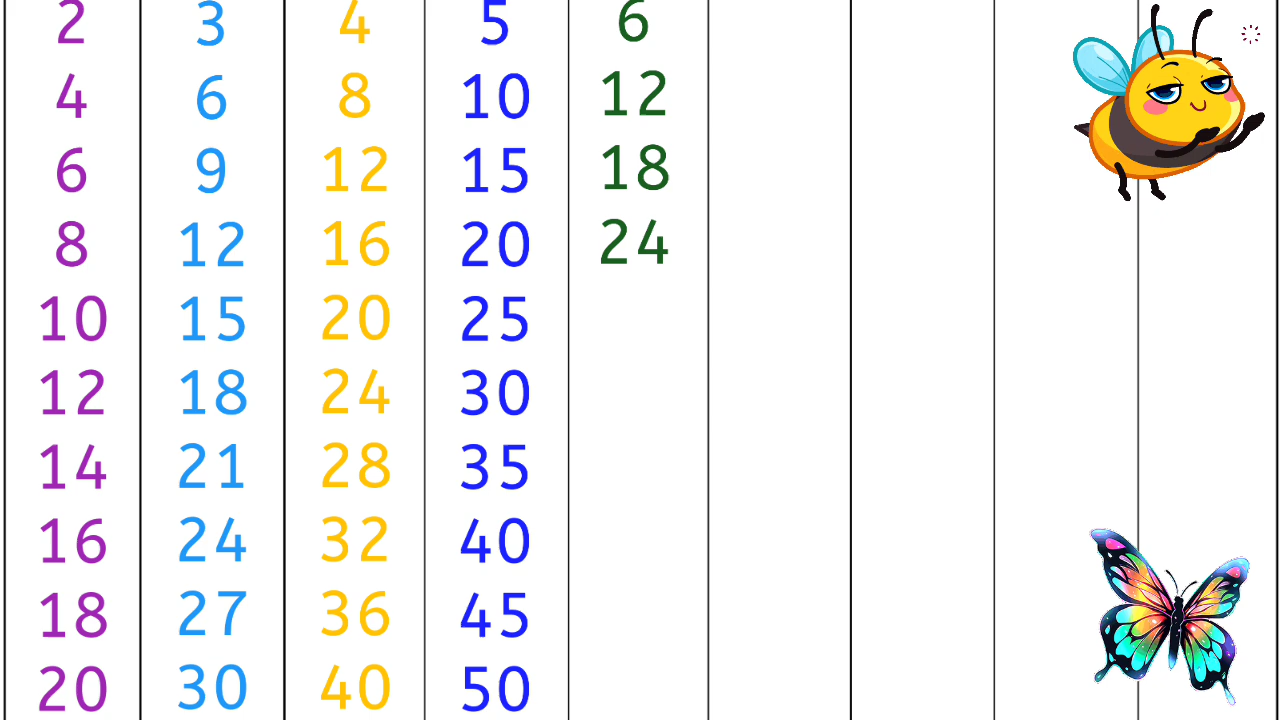 2 3 4 5 6
4 6 8 10 12
6 9 12 15 18
8 12 16 20 24
10 15 20 25
12 18 24 30
14 21 28 35
16 24 32 40
18 27 36 45
20 30 40 50